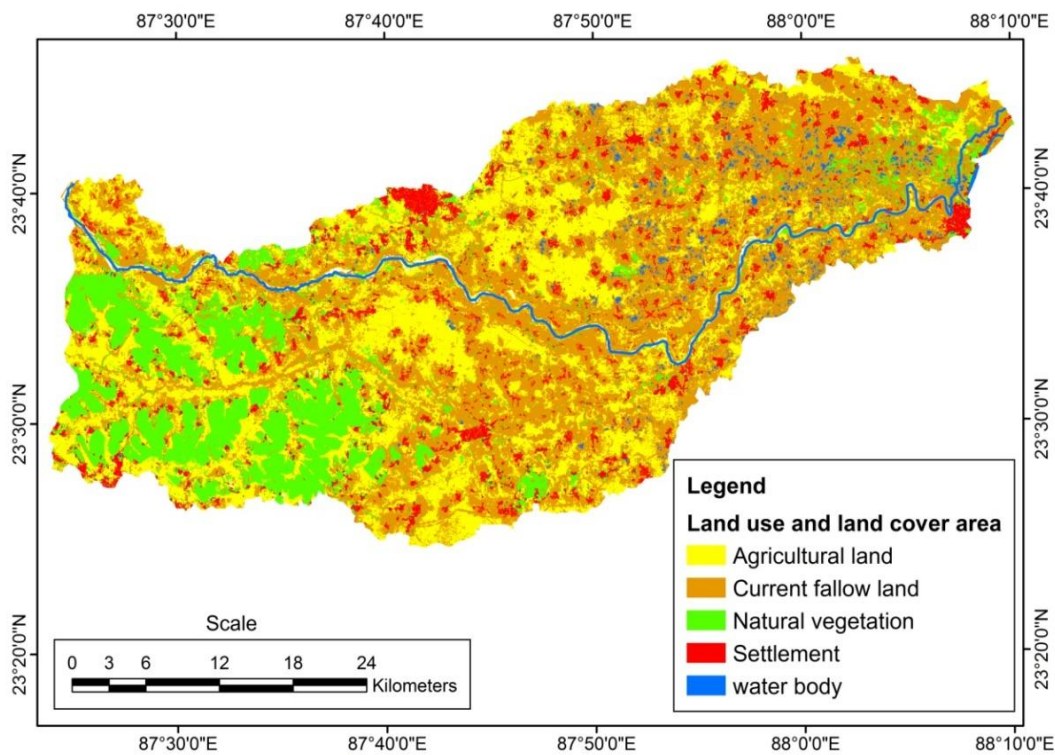 87°30'0"E 87°40'0"E 87°50'0"E 88°0'0"E 88°10'0"E
23°40'0"N 23°40'0"N
23°30'0"N 23°30'0"N
23°20'0"N 23°20'0"N
Legend
Land use and land cover area
Agricultural land
Current fallow land
Natural vegetation
Settlement
water body
Scale
0 3 6 12 18 24
Kilometers
87°30'0"E 87°40'0"E 87°50'0"E 88°0'0"E 88°10'0"E